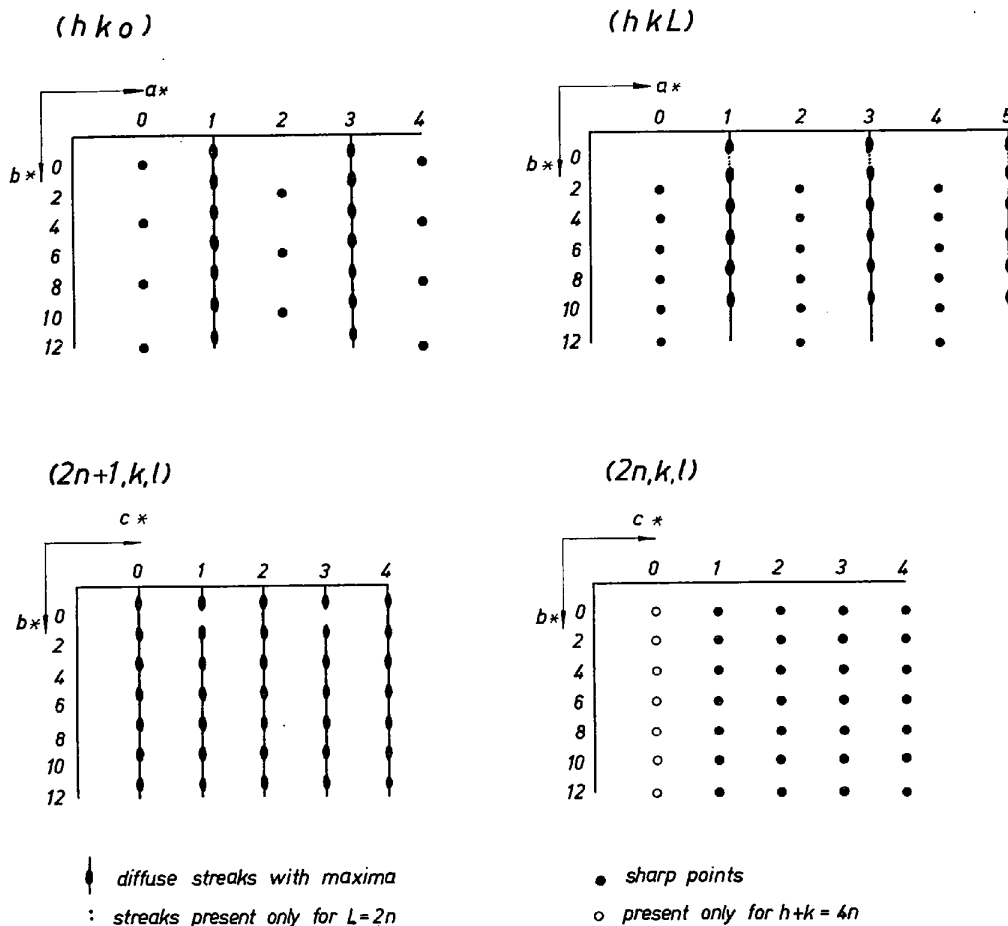 (hko)
(hkL)
a*
a*
0 1 2 3 4
0 1 2 3 4 5
b*
b*
0
2
4
6
8
10
12
0
2
4
6
8
10
12
(2n+1,k,l)
(2n,k,l)
c*
c*
0 1 2 3 4
0 1 2 3 4
b*
b*
0
2
4
6
8
10
12
0
2
4
6
8
10
12
diffuse streaks with maxima
sharp points
: streaks present only for L=2n
present only for h+k = 4n